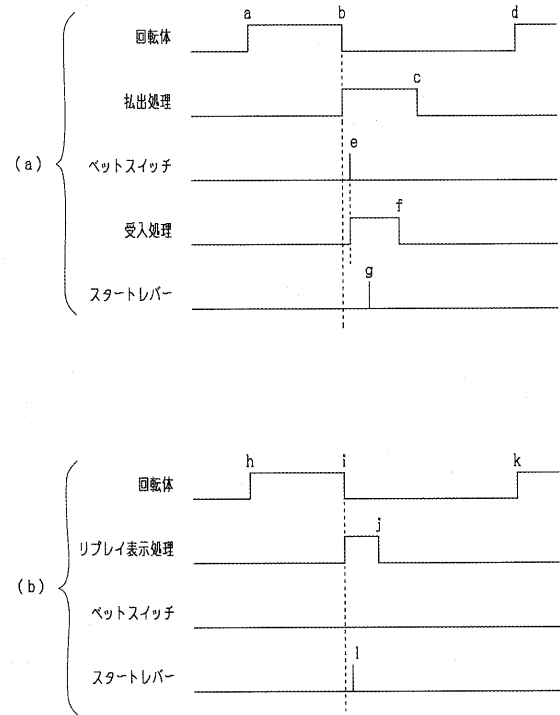 a b d
回転体
c
払出処理
(a)
e
ベットスイッチ
f
受入処理
g
スタートレバー
h i k
回転体
j
リプレイ表示処理
(b)
ベットスイッチ
l
スタートレバー